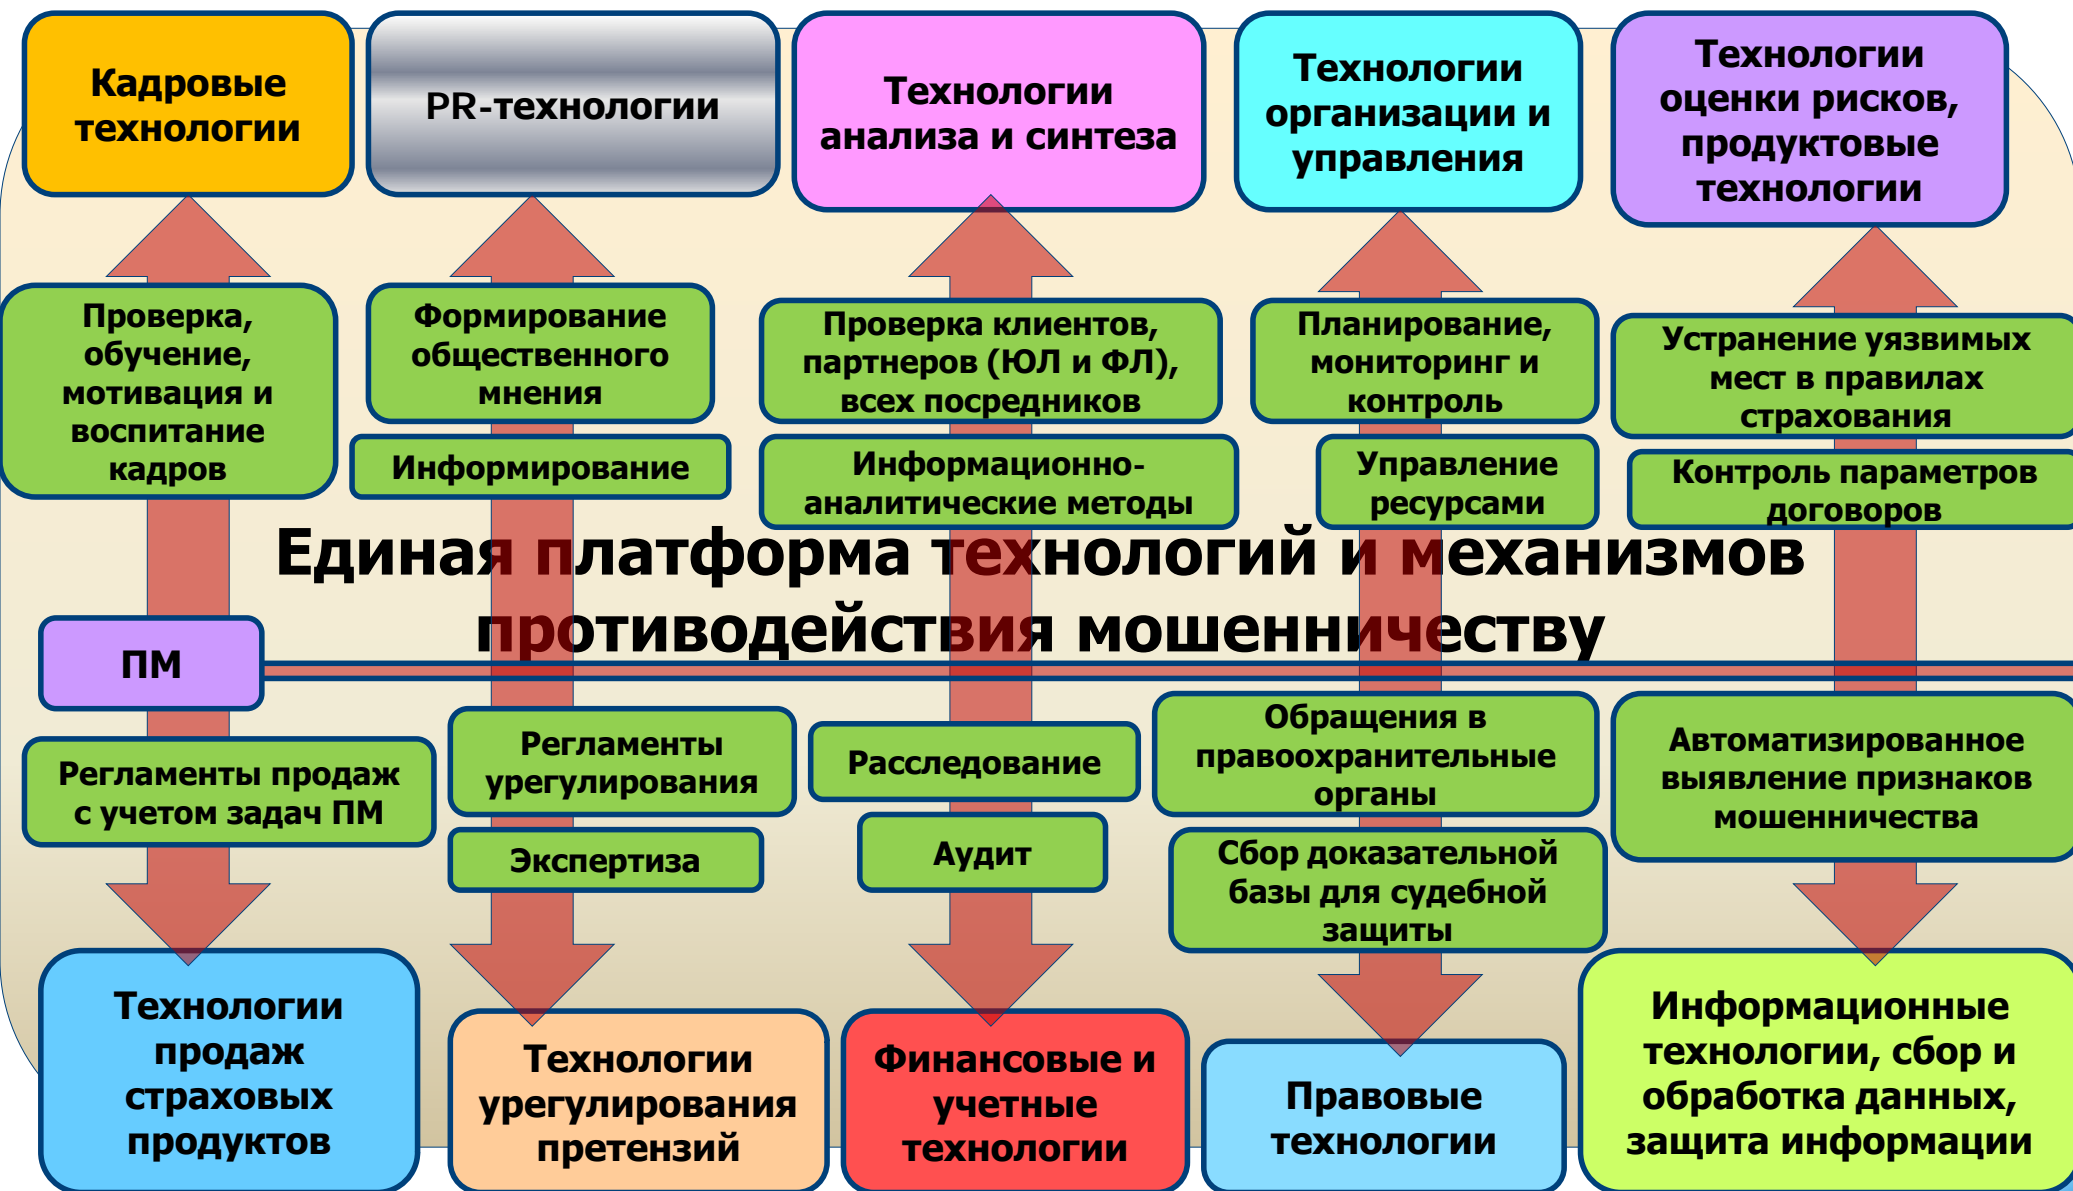 Кадровые
технологии
PR-технологии
Технологии
анализа и синтеза
Технологии
организации и
управления
Технологии
оценки рисков,
продуктовые
технологии
Проверка,
обучение,
мотивация и
воспитание
кадров
Формирование
общественного
мнения
Информирование
Проверка клиентов,
партнеров (ЮЛ и ФЛ),
всех посредников
Информационно-
аналитические методы
Планирование,
мониторинг и
контроль
Управление
ресурсами
Устранение уязвимых
мест в правилах
страхования
Контроль параметров
договоров
Единая платформа технологий и механизмов
противодействия мошенничеству
ПМ
Регламенты продаж
с учетом задач ПМ
Регламенты
урегулирования
Экспертиза
Расследование
Аудит
Обращения в
правоохранительные
органы
Сбор доказательной
базы для судебной
защиты
Автоматизированное
выявление признаков
мошенничества
Технологии
продаж
страховых
продуктов
Технологии
урегулирования
претензий
Финансовые и
учетные
технологии
Правовые
технологии
Информационные
технологии, сбор и
обработка данных,
защита информации